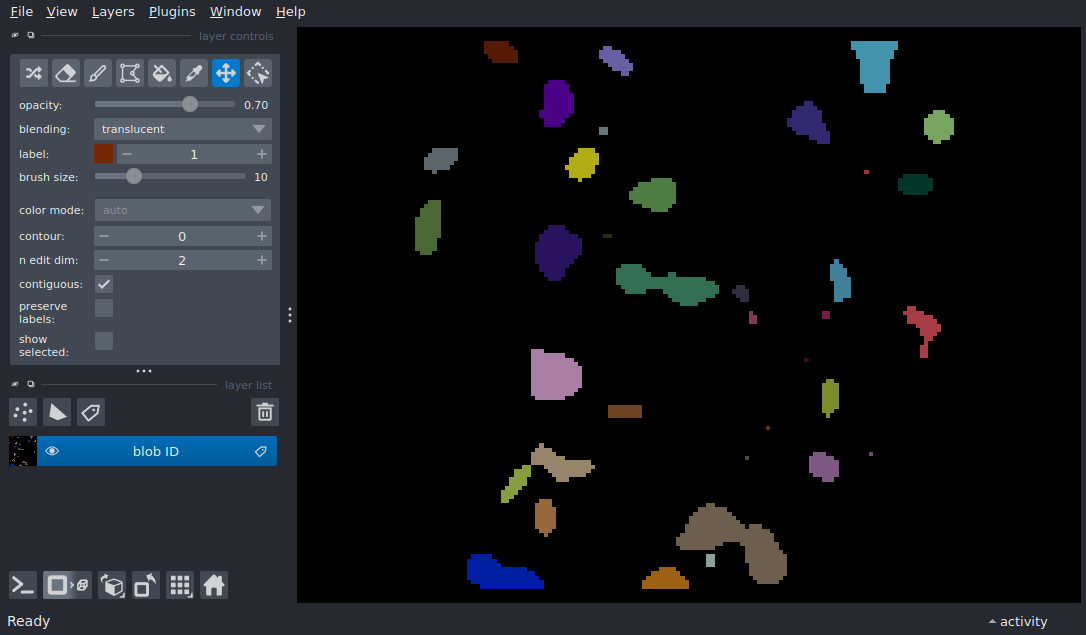 File View Layers Plugins Window Help
layer controls
opacity: 0.70
blending: translucent
label: 1
brush size: 10
color mode: auto
contour: 0
n edit dim: 2
contiguous:
preserve
labels:
show
selected:
layer list
blob ID
Ready activity